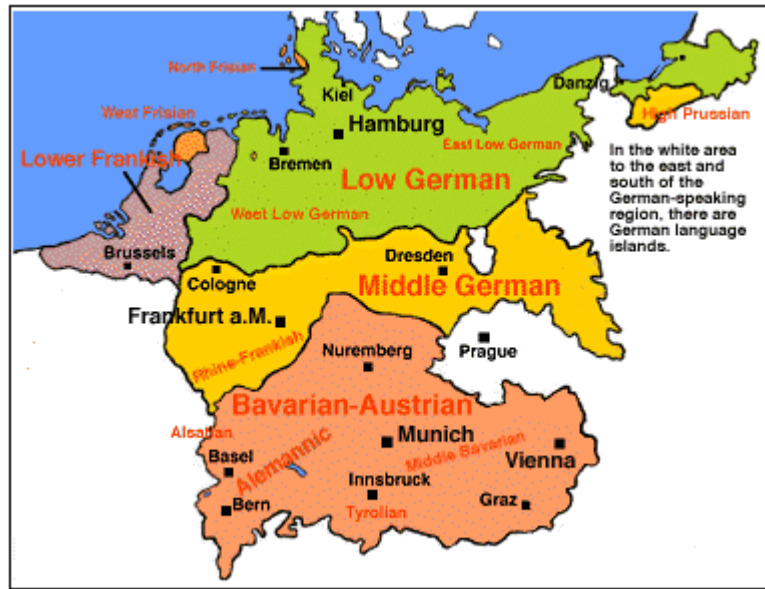 North Frisian
Danzig
Kiel
West Frisian
High Prussian
Hamburg
East Low German
Lower Frankish
Bremen
In the white area
to the east and
south of the
German-speaking
region, there are
German language
islands.
Low German
West Low German
Brussels
Dresden
Cologne
Middle German
Frankfurt a.M.
Rhine-Frankish
Nuremberg
Prague
Bavarian-Austrian
Alsatian
Munich
Middle Bavarian
Vienna
Basel
Alemannic
Innsbruck
Bern
Tyrolian
Graz